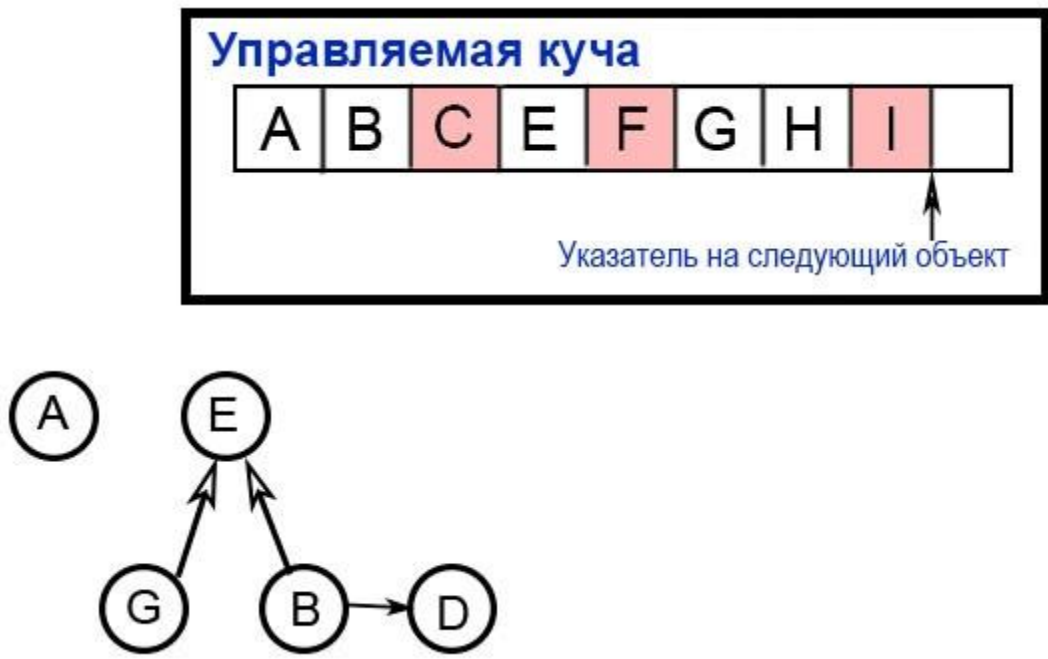 Управляемая куча
A B C E F G H I
Указатель на следующий объект
A E
G B D